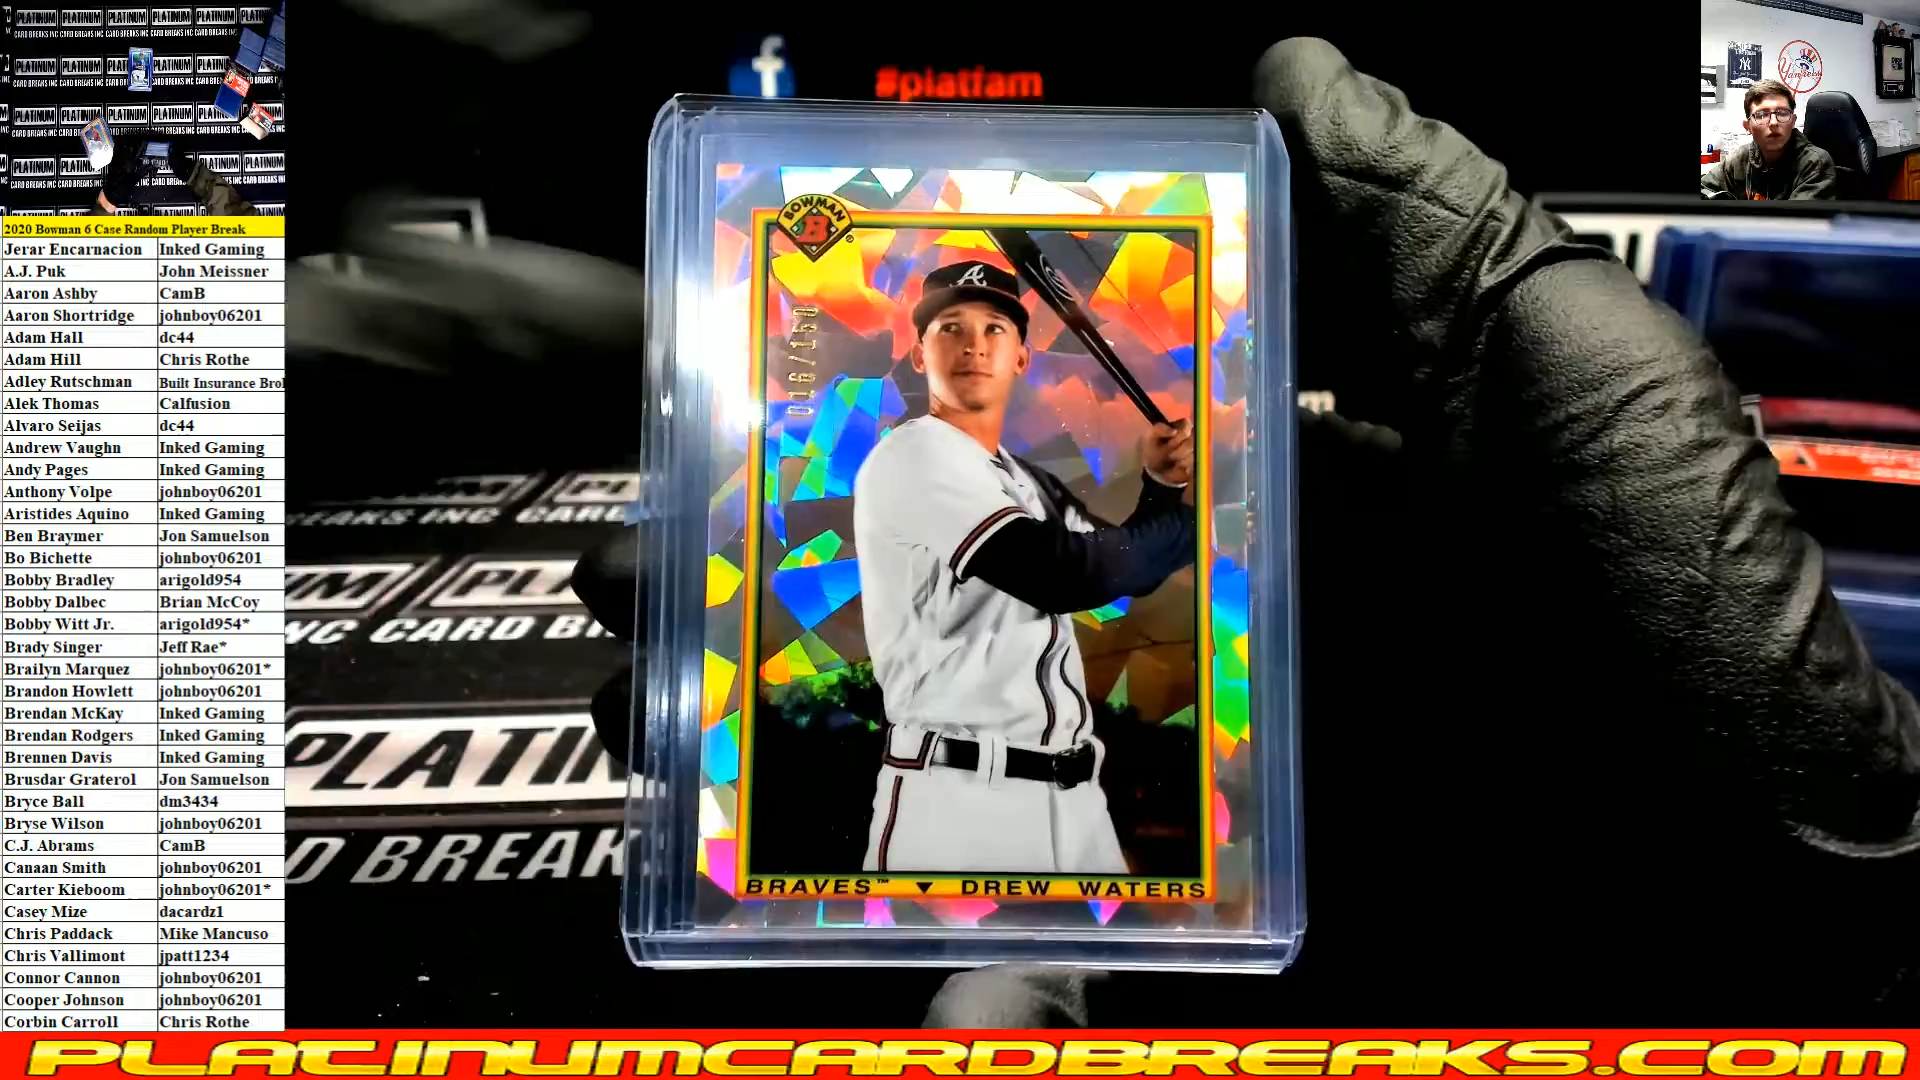 #platfam
BOWMAN
B
A
016/150
BRAVES™ ▼ DREW WATERS
Yankees
PLATINUM
CARD BREAKS INC
2020 Bowman 6 Case Random Player Break
Jerar Encarnacion Inked Gaming
A.J. Puk John Meissner
Aaron Ashby CamB
Aaron Shortridge johnboy06201
Adam Hall dc44
Adam Hill Chris Rothe
Adley Rutschman Built Insurance Bro
Alek Thomas Calfusion
Alvaro Seijas dc44
Andrew Vaughn Inked Gaming
Andy Pages Inked Gaming
Anthony Volpe johnboy06201
Aristides Aquino Inked Gaming
Ben Braymer Jon Samuelson
Bo Bichette johnboy06201
Bobby Bradley arigold954
Bobby Dalbec Brian McCoy
Bobby Witt Jr. arigold954*
Brady Singer Jeff Rae*
Brailyn Marquez johnboy06201*
Brandon Howlett johnboy06201
Brendan McKay Inked Gaming
Brendan Rodgers Inked Gaming
Brennen Davis Inked Gaming
Brusdar Graterol Jon Samuelson
Bryce Ball dm3434
Bryse Wilson johnboy06201
C.J. Abrams CamB
Canaan Smith johnboy06201
Carter Kieboom johnboy06201*
Casey Mize dacardz1
Chris Paddack Mike Mancuso
Chris Vallimont jpatt1234
Connor Cannon johnboy06201
Cooper Johnson johnboy06201
Corbin Carroll Chris Rothe
PLATINUMCARDBREAKS.COM